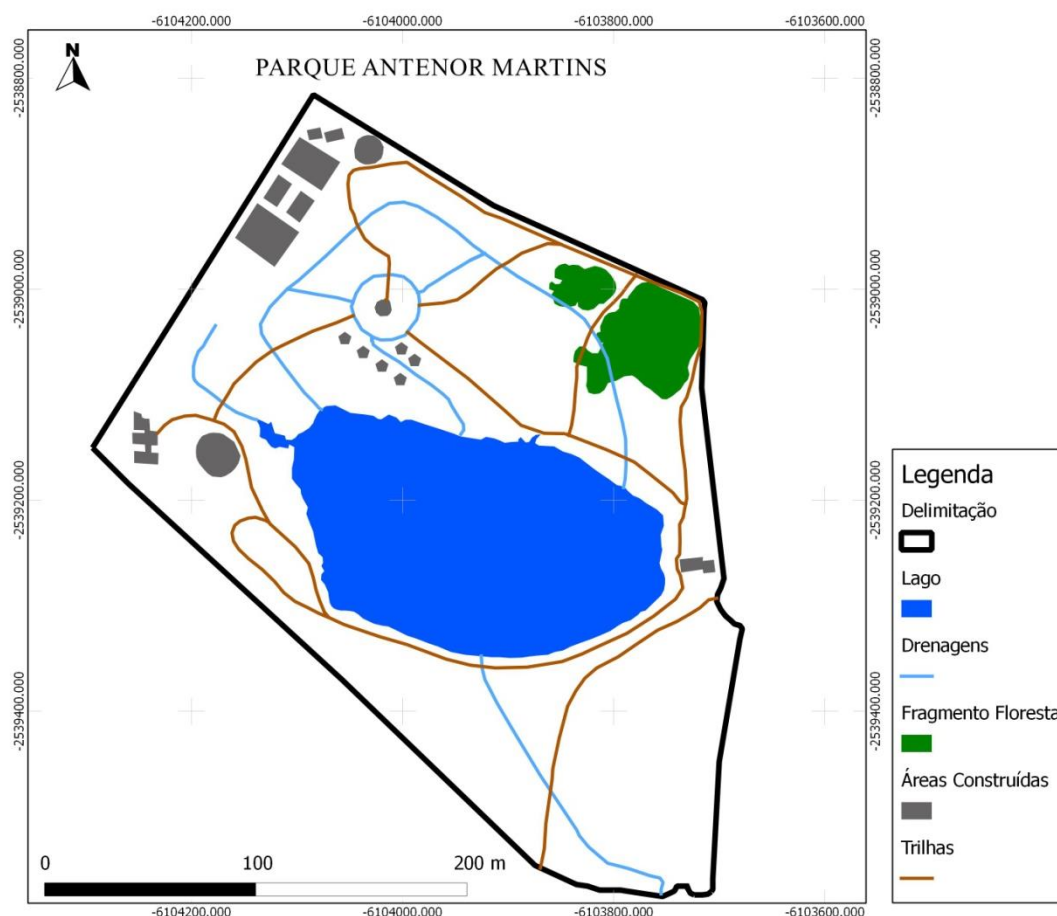 -6104200.000 -6104000.000 -6103800.000 -6103600.000
N
PARQUE ANTENOR MARTINS
-2538800.000 -2538800.000
-2539000.000 -2539000.000
-2539200.000 -2539200.000
-2539400.000 -2539400.000
0 100 200 m
-6104200.000 -6104000.000 -6103800.000 -6103600.000
Legenda
Delimitação
Lago
Drenagens
Fragmento Floresta
Áreas Construídas
Trilhas